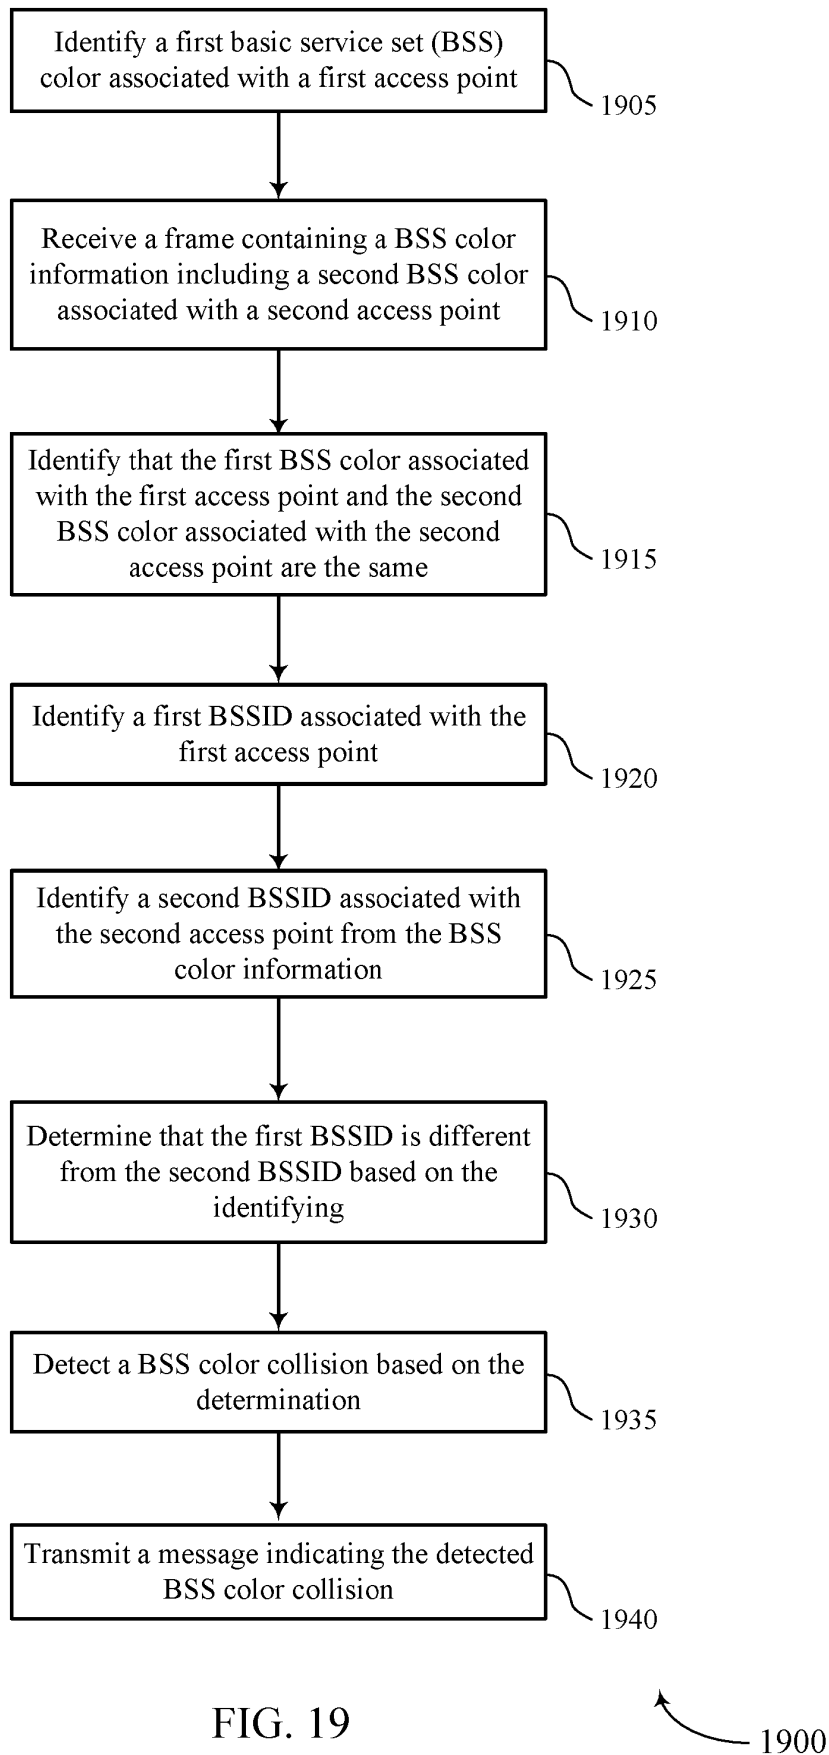 Identify a first basic service set (BSS)
color associated with a first access point
1905
Receive a frame containing a BSS color
information including a second BSS color
associated with a second access point
1910
Identify that the first BSS color associated
with the first access point and the second
BSS color associated with the second
access point are the same
1915
Identify a first BSSID associated with the
first access point
1920
Identify a second BSSID associated with
the second access point from the BSS
color information
1925
Determine that the first BSSID is different
from the second BSSID based on the
identifying
1930
Detect a BSS color collision based on the
determination
1935
Transmit a message indicating the detected
BSS color collision
1940
FIG. 19
1900